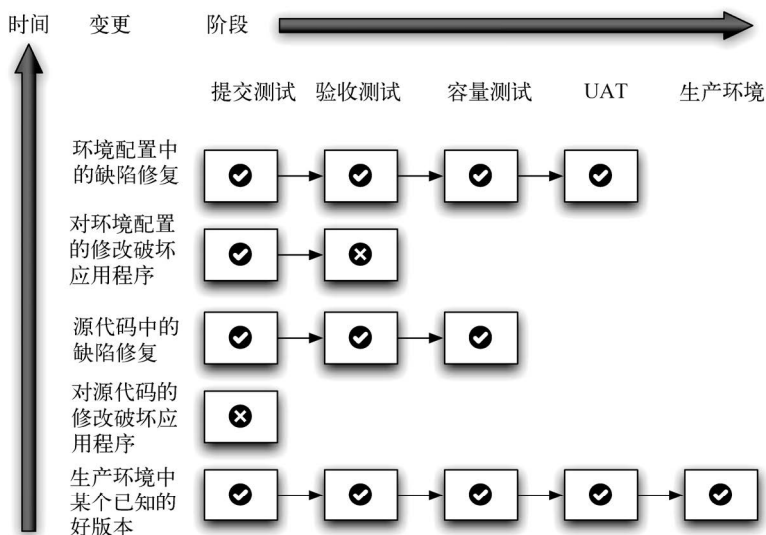 时间 变更 阶段
提交测试 验收测试 容量测试 UAT 生产环境
环境配置中
的缺陷修复
对环境配置
的修改破坏
应用程序
源代码中的
缺陷修复
对源代码的
修改破坏应
用程序
生产环境中
某个已知的
好版本